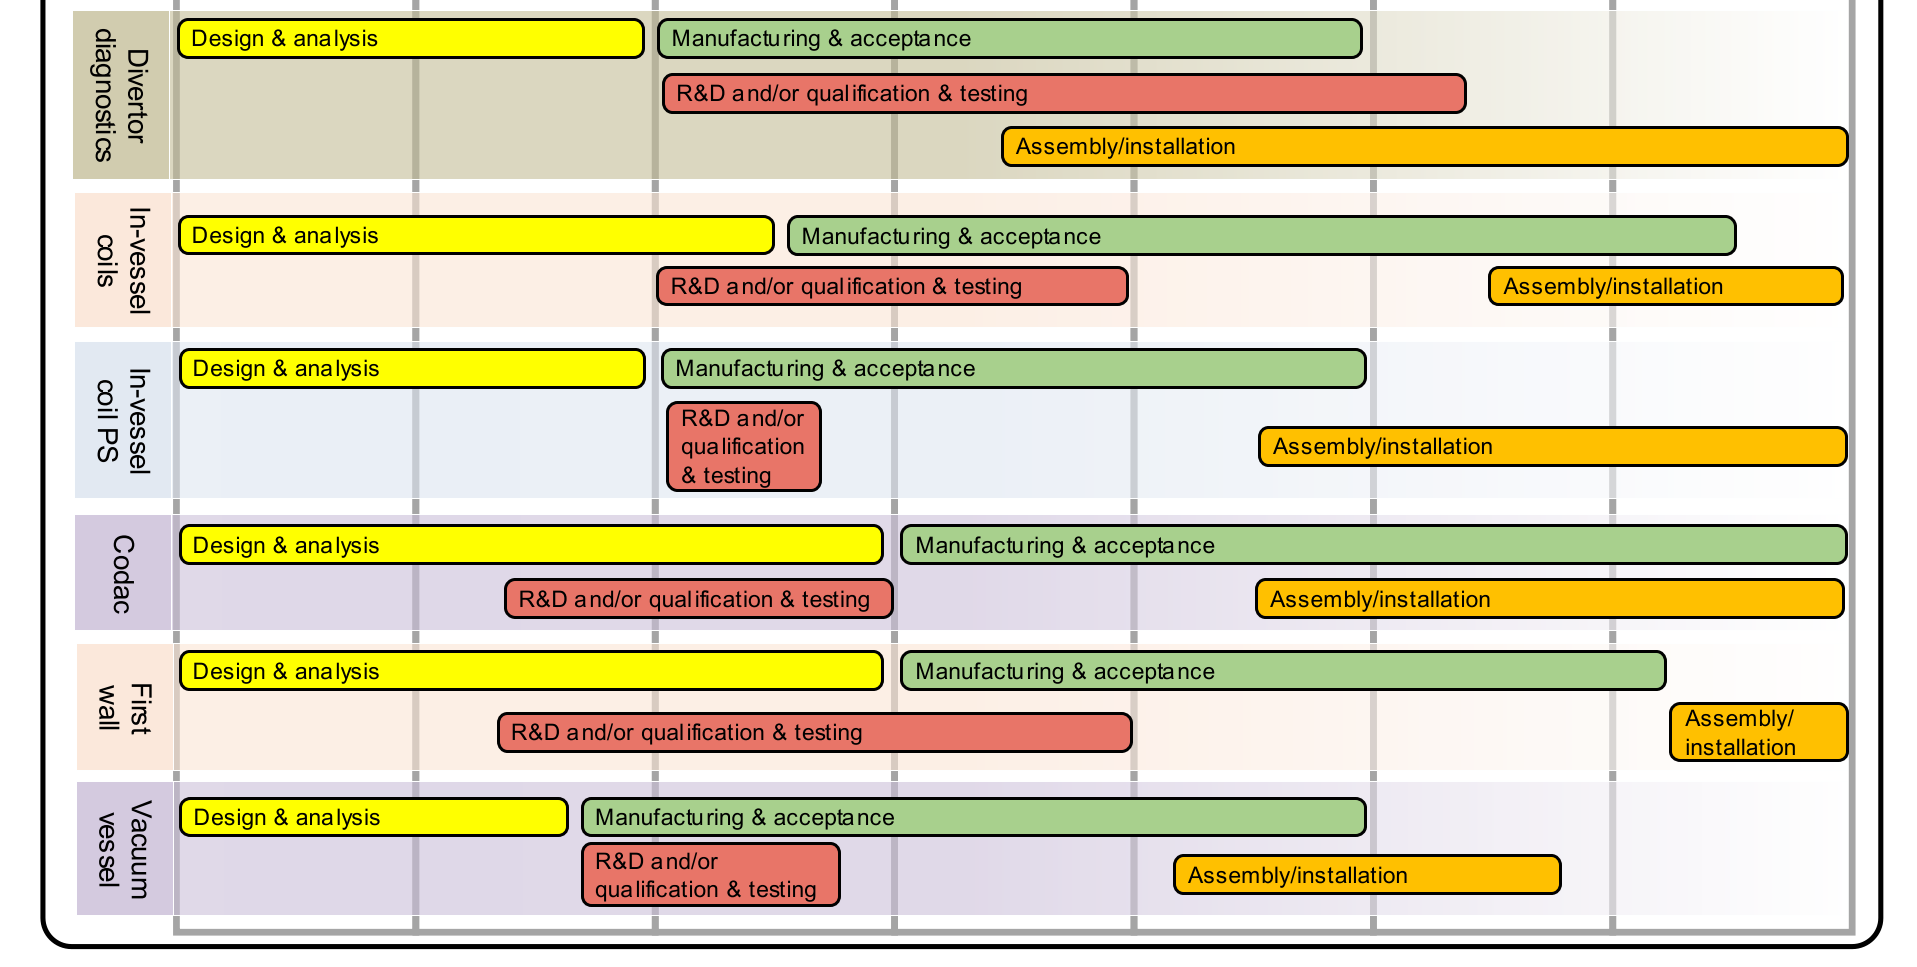 Divertor
diagnostics
Design & analysis
Manufacturing & acceptance
R&D and/or qualification & testing
Assembly/installation
In-vessel
coils
Design & analysis
Manufacturing & acceptance
R&D and/or qualification & testing
Assembly/installation
In-vessel
coil PS
Design & analysis
Manufacturing & acceptance
R&D and/or
qualification
& testing
Assembly/installation
Codac
Design & analysis
Manufacturing & acceptance
R&D and/or qualification & testing
Assembly/installation
First
wall
Design & analysis
Manufacturing & acceptance
R&D and/or qualification & testing
Assembly/
installation
Vacuum
vessel
Design & analysis
Manufacturing & acceptance
R&D and/or
qualification & testing
Assembly/installation